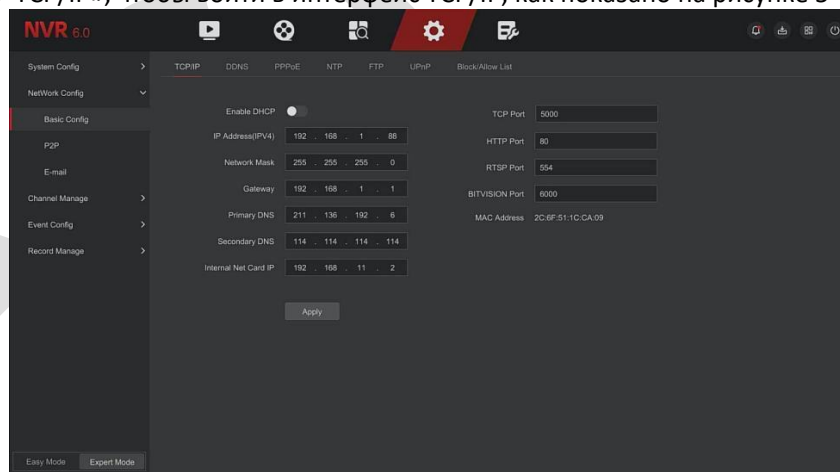 TCP/IP», чтобы войти в интерфейс TCP/IP, как показано на рисунке 5
NVR 6.0
System Config
NetWork Config
Basic Config
P2P
E-mail
Channel Manage
Event Config
Record Manage
Easy Mode
Expert Mode
TCP/IP DDNS PPPoE NTP FTP UPnP Block/Allow List
Enable DHCP
IP Address(IPV4) 192 . 168 . 1 . 88
Network Mask 255 . 255 . 255 . 0
Gateway 192 . 168 . 1 . 1
Primary DNS 211 . 136 . 192 . 6
Secondary DNS 114 . 114 . 114 . 114
Internal Net Card IP 192 . 168 . 11 . 2
Apply
TCP Port 5000
HTTP Port 80
RTSP Port 554
BITVISION Port 6000
MAC Address 2C:6F:51:1C:CA:09